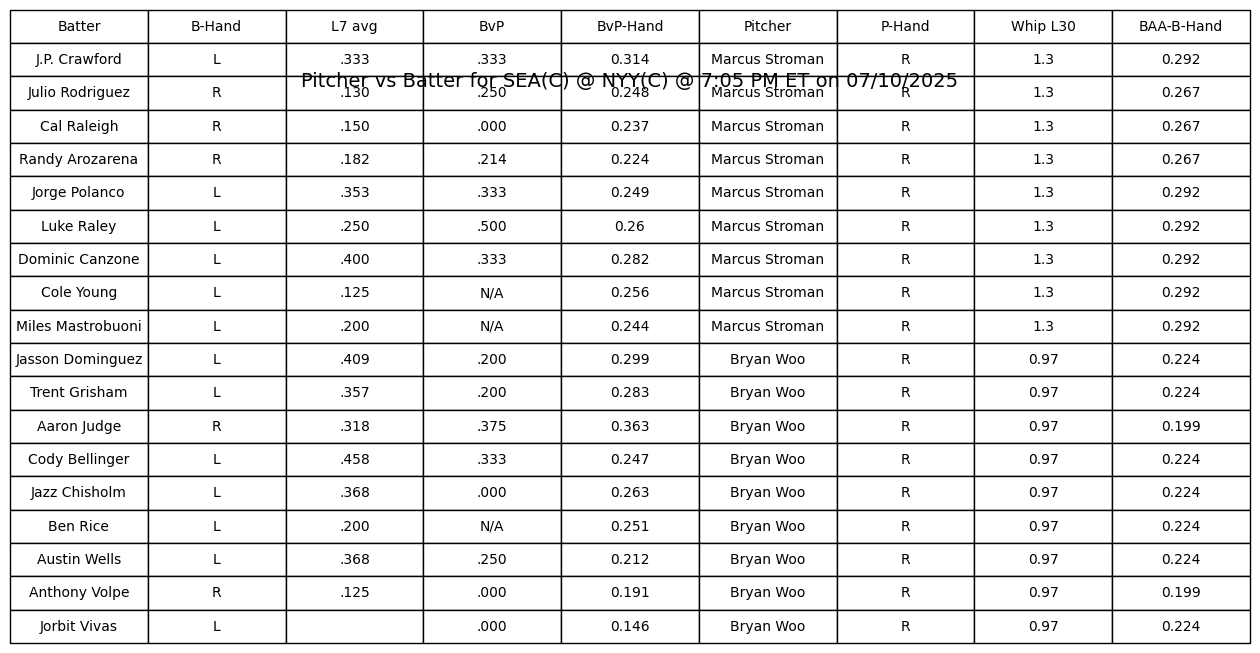 Batter B-Hand L7 avg BvP BvP-Hand Pitcher P-Hand Whip L30 BAA-B-Hand
J.P. Crawford L .333 .333 0.314 Marcus Stroman R 1.3 0.292
Pitcher vs Batter for SEA(C) @ NYY(C) @ 7:05 PM ET on 07/10/2025
Julio Rodriguez R .130 .250 0.248 Marcus Stroman R 1.3 0.267
Cal Raleigh R .150 .000 0.237 Marcus Stroman R 1.3 0.267
Randy Arozarena R .182 .214 0.224 Marcus Stroman R 1.3 0.267
Jorge Polanco L .353 .333 0.249 Marcus Stroman R 1.3 0.292
Luke Raley L .250 .500 0.26 Marcus Stroman R 1.3 0.292
Dominic Canzone L .400 .333 0.282 Marcus Stroman R 1.3 0.292
Cole Young L .125 N/A 0.256 Marcus Stroman R 1.3 0.292
Miles Mastrobuoni L .200 N/A 0.244 Marcus Stroman R 1.3 0.292
Jasson Dominguez L .409 .200 0.299 Bryan Woo R 0.97 0.224
Trent Grisham L .357 .200 0.283 Bryan Woo R 0.97 0.224
Aaron Judge R .318 .375 0.363 Bryan Woo R 0.97 0.199
Cody Bellinger L .458 .333 0.247 Bryan Woo R 0.97 0.224
Jazz Chisholm L .368 .000 0.263 Bryan Woo R 0.97 0.224
Ben Rice L .200 N/A 0.251 Bryan Woo R 0.97 0.224
Austin Wells L .368 .250 0.212 Bryan Woo R 0.97 0.224
Anthony Volpe R .125 .000 0.191 Bryan Woo R 0.97 0.199
Jorbit Vivas L .000 0.146 Bryan Woo R 0.97 0.224